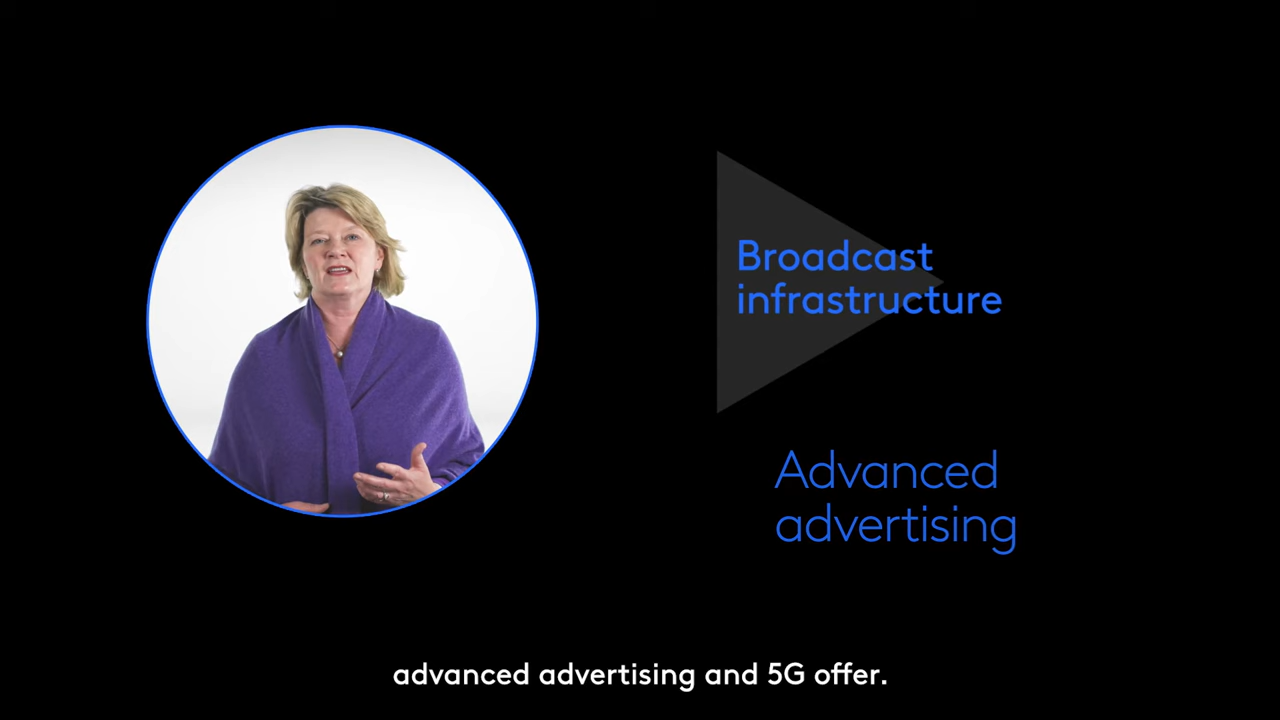 Broadcast
infrastructure
Advanced
advertising
advanced advertising and 5G offer.